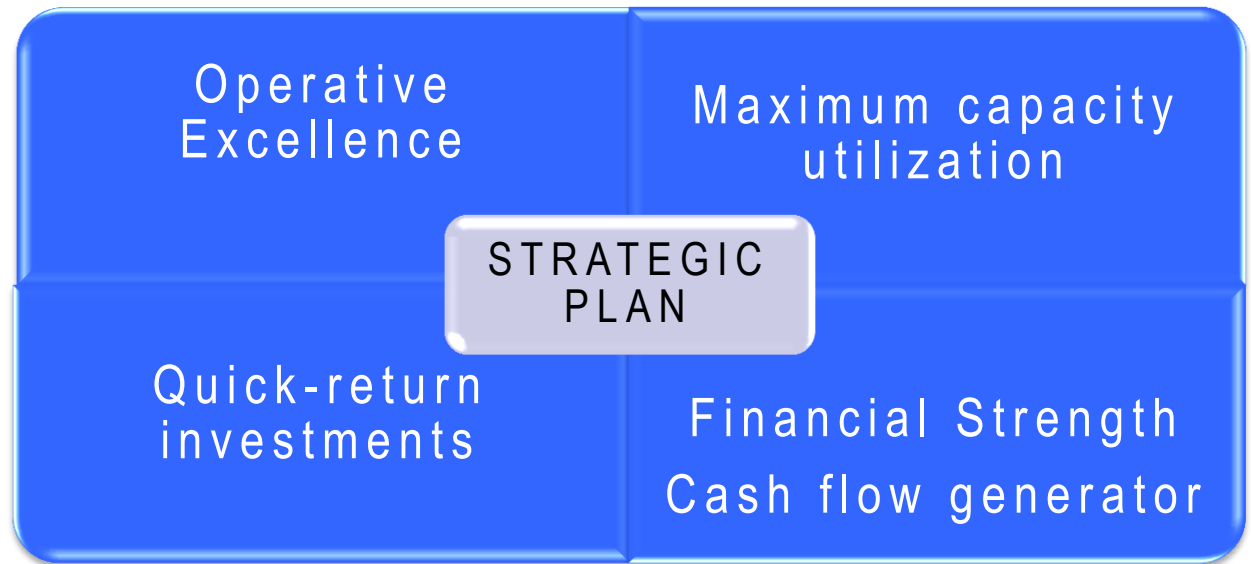 Operative
Excellence
Maximum capacity
utilization
STRATEGIC
PLAN
Quick-return
investments
Financial Strength
Cash flow generator